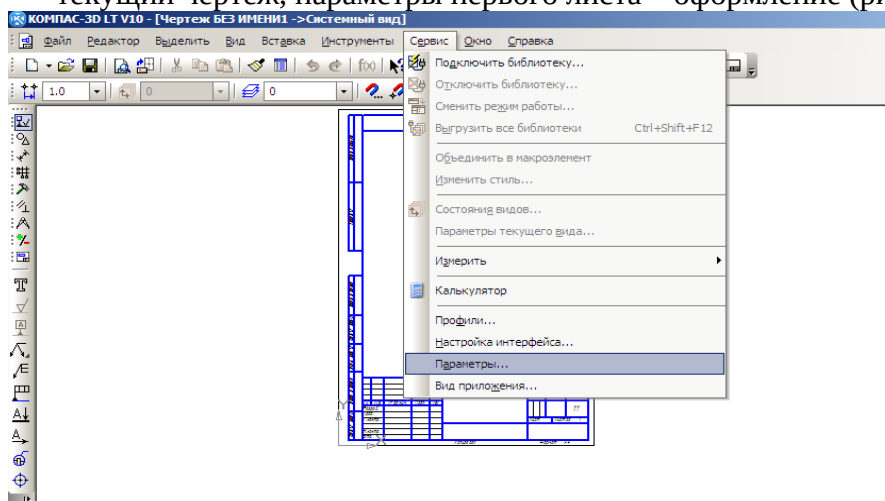 текущий чертеж, параметры первого листа – оформление (ри
КОМПАС-3D LT V10 - [Чертеж БЕЗ ИМЕНИ1 ->Системный вид]
Файл Редактор Выделить Вид Вставка Инструменты Сервис Окно Справка
Подключить библиотеку...
1.0 0 0
Отключить библиотеку...
Сменить режим работы...
Выгрузить все библиотеки Ctrl+Shift+F12
Объединить в макроэлемент
Изменить стиль...
Состояния видов...
Параметры текущего вида...
Измерить
Калькулятор
Профили...
Настройка интерфейса...
Параметры...
Вид приложения...